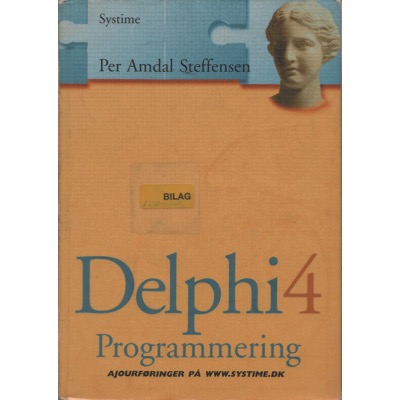 Systime
Per Amdal Steffensen
BILAG
Delphi4
Programmering
AJOURFØRINGER PÅ WWW.SYSTIME.DK